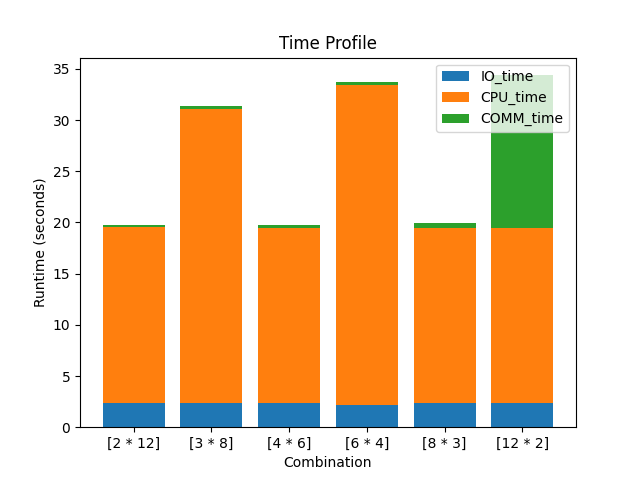 Time Profile
IO_time
CPU_time
COMM_time
Runtime (seconds)
35
30
25
20
15
10
5
0
[2 * 12]
[3 * 8]
[4 * 6]
[6 * 4]
[8 * 3]
[12 * 2]
Combination